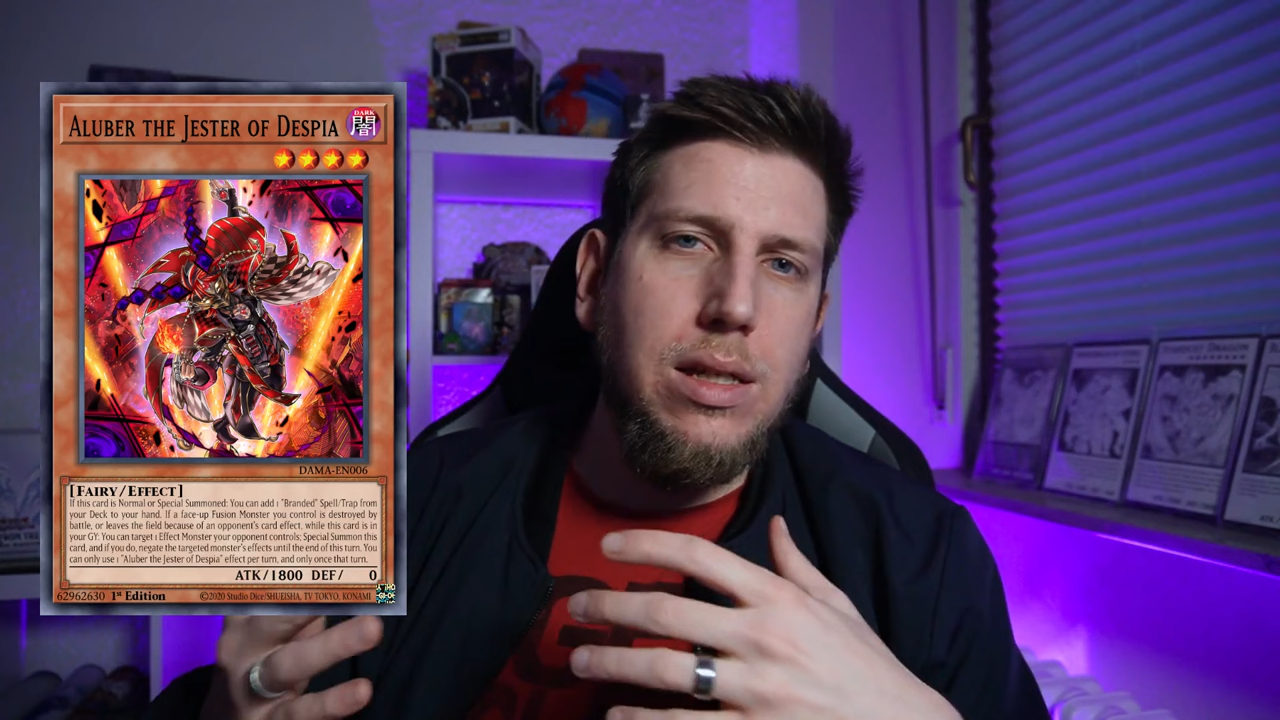 ALUBER THE JESTER OF DESPIA
DARK
闇
DAMA-EN006
[FAIRY/EFFECT]
If this card is Normal or Special Summoned: You can add 1 "Branded" Spell/Trap from
your Deck to your hand. If a face-up Fusion Monster you control is destroyed by
battle, or leaves the field because of an opponent's card effect, while this card is in
your GY: You can target 1 Effect Monster your opponent controls; Special Summon this
card, and if you do, negate the targeted monster's effects until the end of this turn. You
can only use 1 "Aluber the Jester of Despia" effect per turn, and only once that turn.
ATK/1800 DEF/ 0
62962630 1st Edition ©2020 Studio Dice/SHUEISHA, TV TOKYO, KONAMI
STARDUST DRAGON